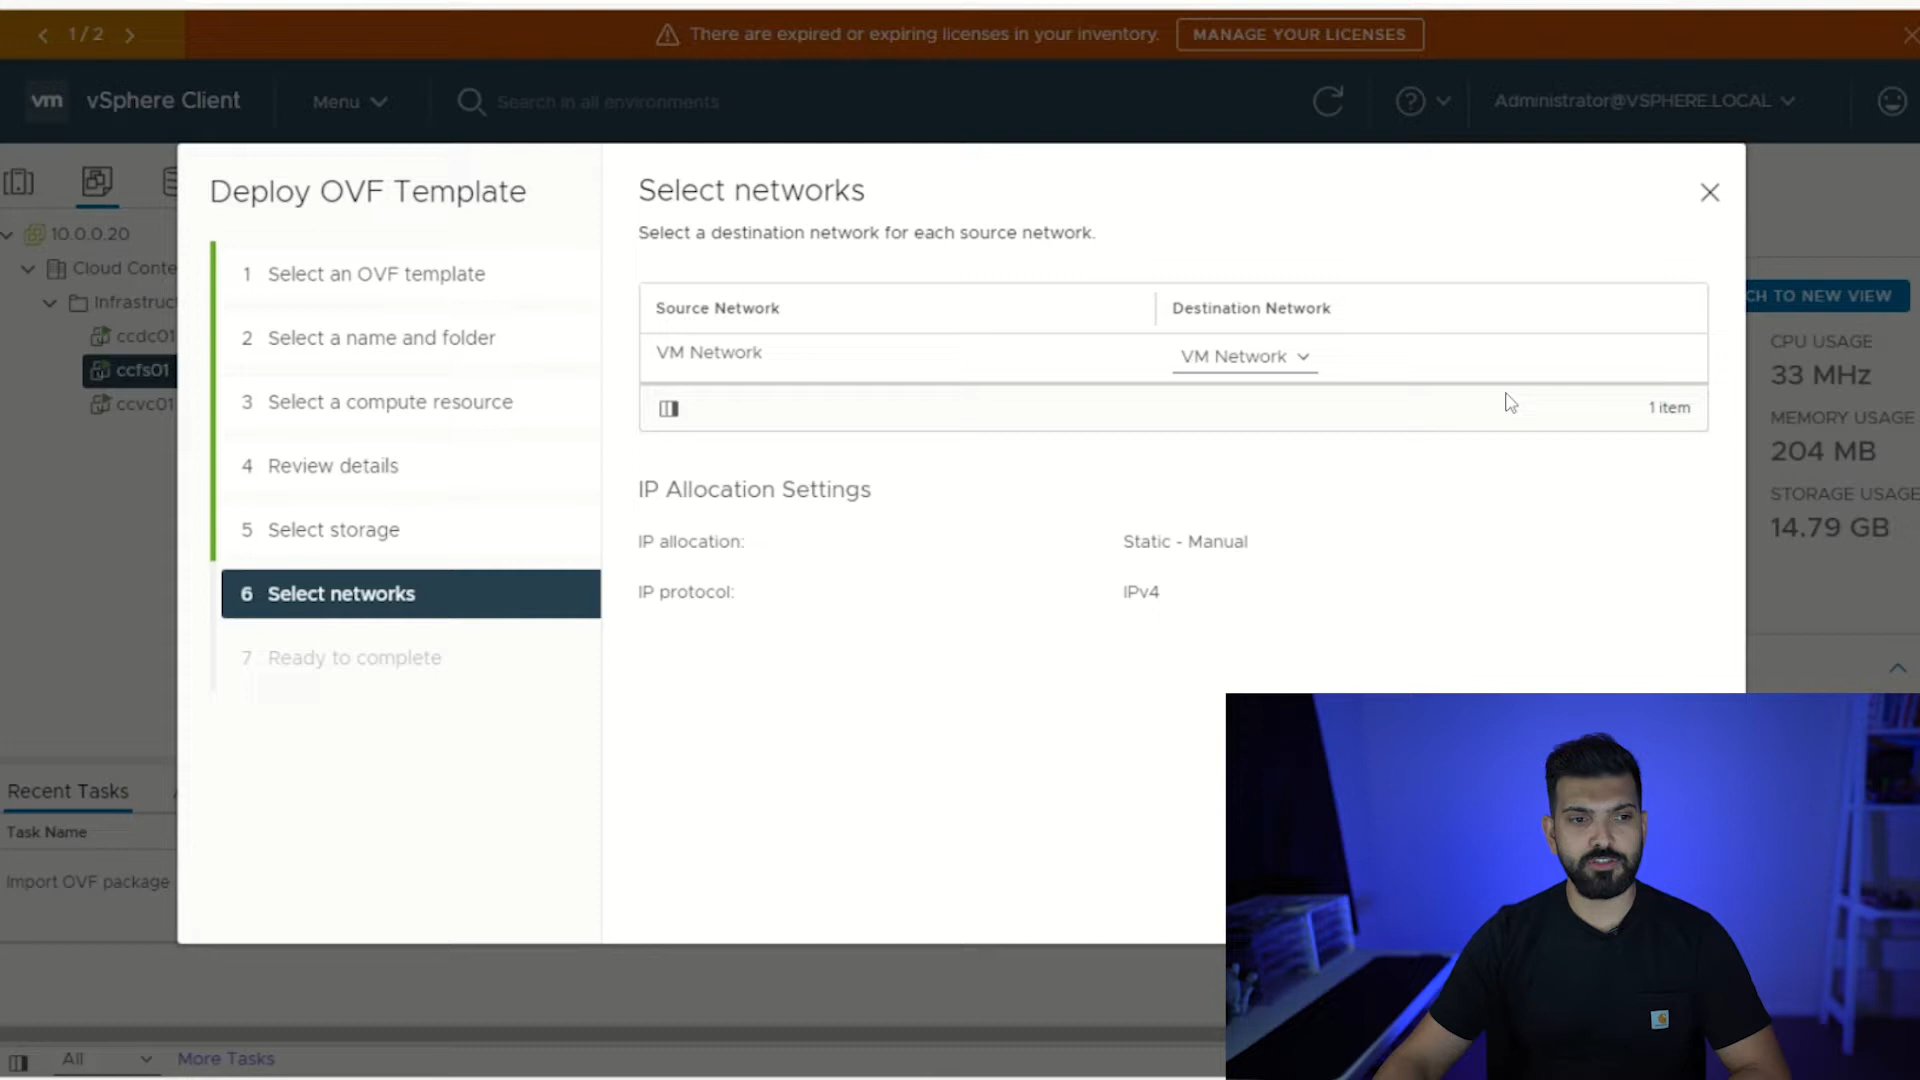 1 / 2
There are expired or expiring licenses in your inventory.
MANAGE YOUR LICENSES
vm vSphere Client
Menu
Search in all environments
Administrator@VSPHERE.LOCAL
10.0.0.20
Cloud Conte
Infrastruct
ccdc01
ccfs01
ccvc01
Deploy OVF Template
1 Select an OVF template
2 Select a name and folder
3 Select a compute resource
4 Review details
5 Select storage
6 Select networks
7 Ready to complete
Select networks
Select a destination network for each source network.
Source Network
Destination Network
VM Network
VM Network
1 item
IP Allocation Settings
IP allocation:
Static - Manual
IP protocol:
IPv4
CH TO NEW VIEW
CPU USAGE
33 MHz
MEMORY USAGE
204 MB
STORAGE USAGE
14.79 GB
Recent Tasks
Task Name
Import OVF package
All
More Tasks